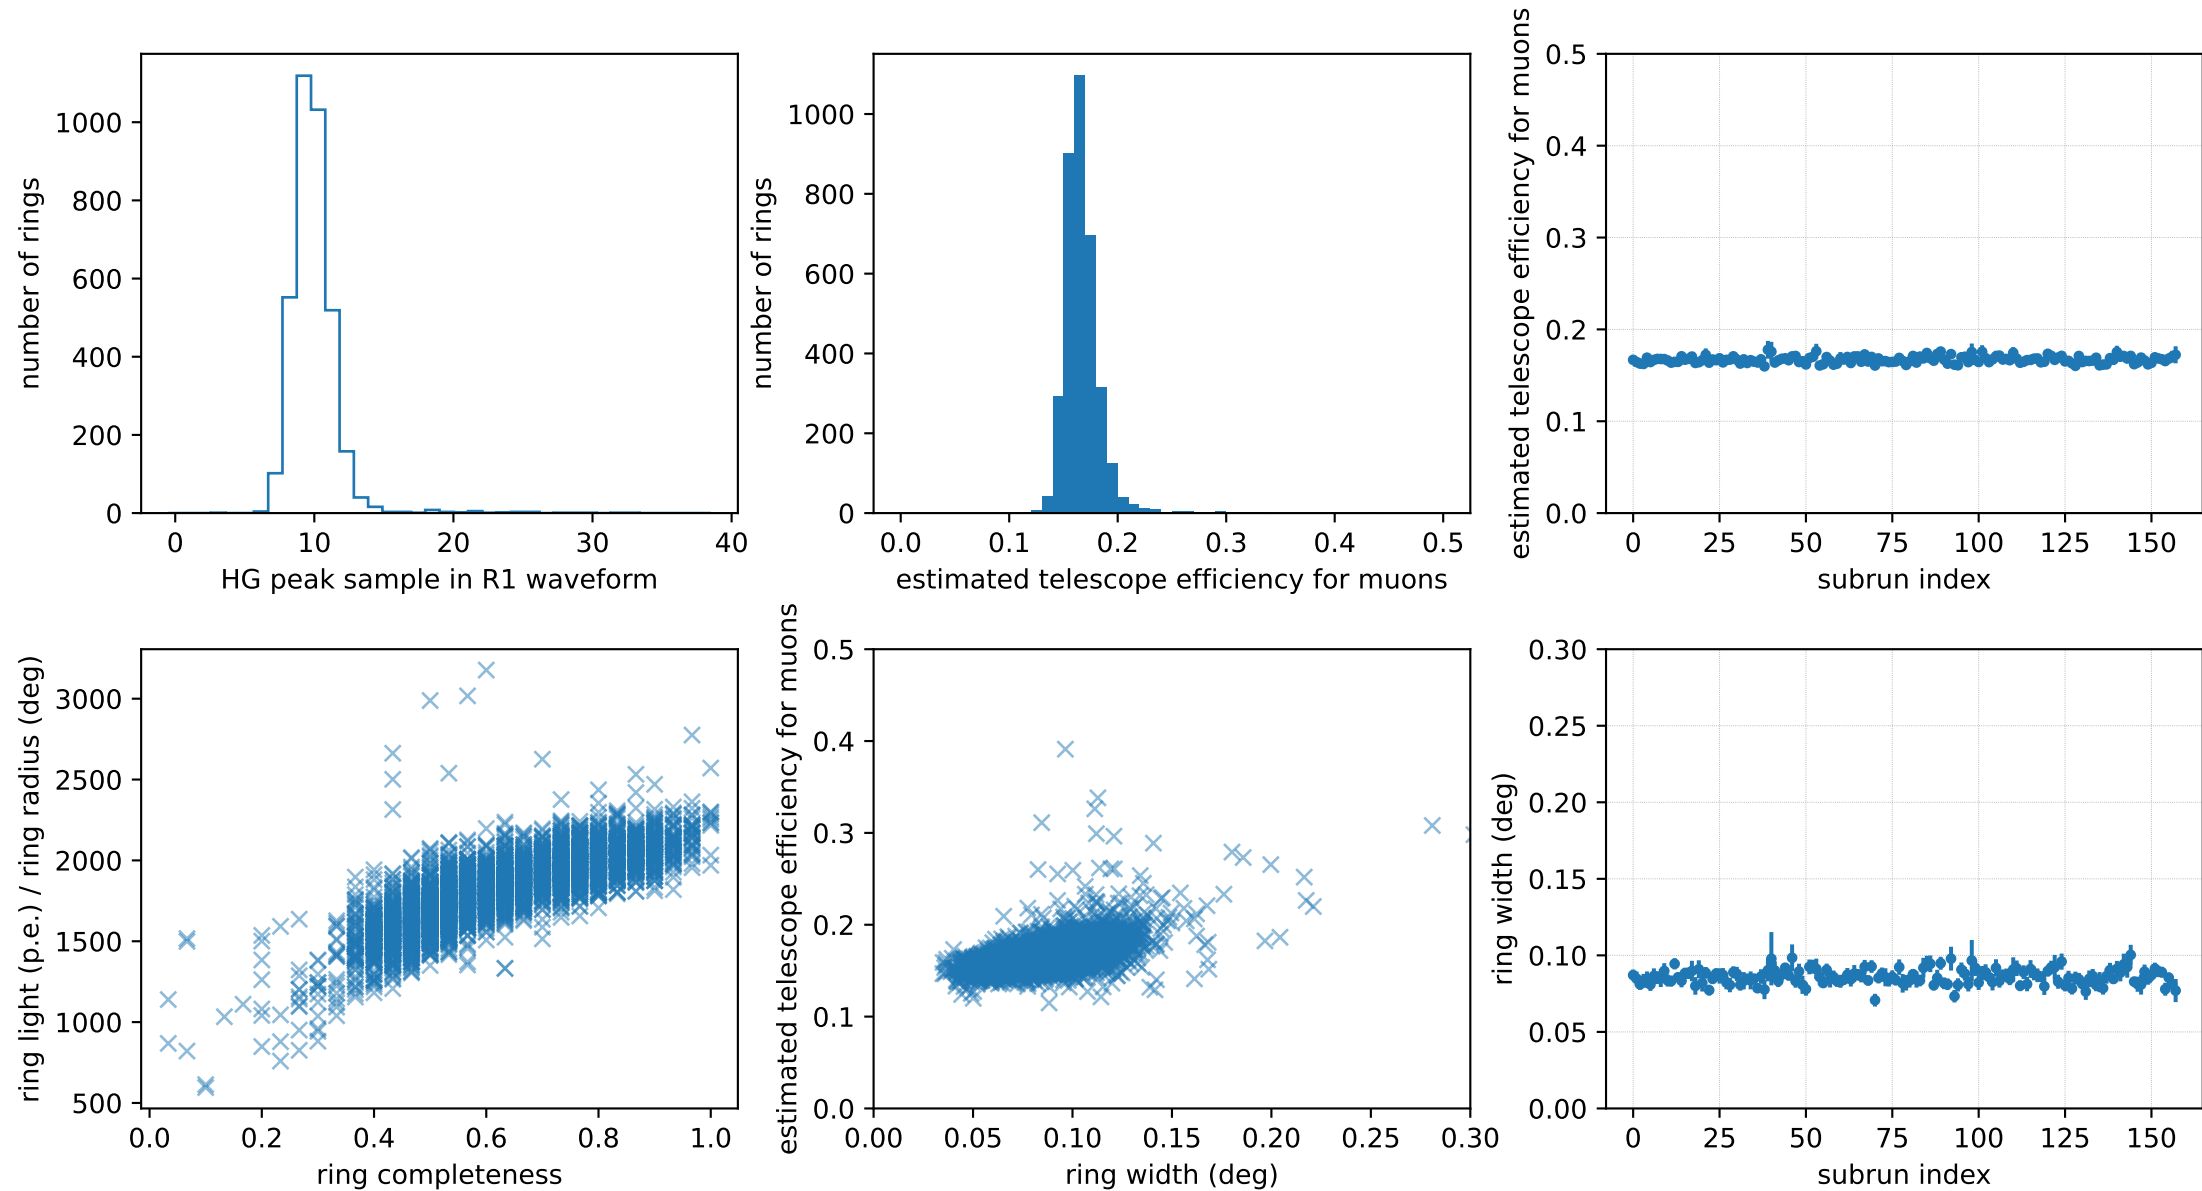 number of rings
1000
800
600
400
200
0
0 10 20 30 40
HG peak sample in R1 waveform
number of rings
1000
800
600
400
200
0
0.0 0.1 0.2 0.3 0.4 0.5
estimated telescope efficiency for muons
estimated telescope efficiency for muons
0.5
0.4
0.3
0.2
0.1
0.0
0 25 50 75 100 125 150
subrun index
ring light (p.e.) / ring radius (deg)
3000
2500
2000
1500
1000
500
0.0 0.2 0.4 0.6 0.8 1.0
ring completeness
estimated telescope efficiency for muons
0.5
0.4
0.3
0.2
0.1
0.0
0.00 0.05 0.10 0.15 0.20 0.25 0.30
ring width (deg)
ring width (deg)
0.30
0.25
0.20
0.15
0.10
0.05
0.00
0 25 50 75 100 125 150
subrun index